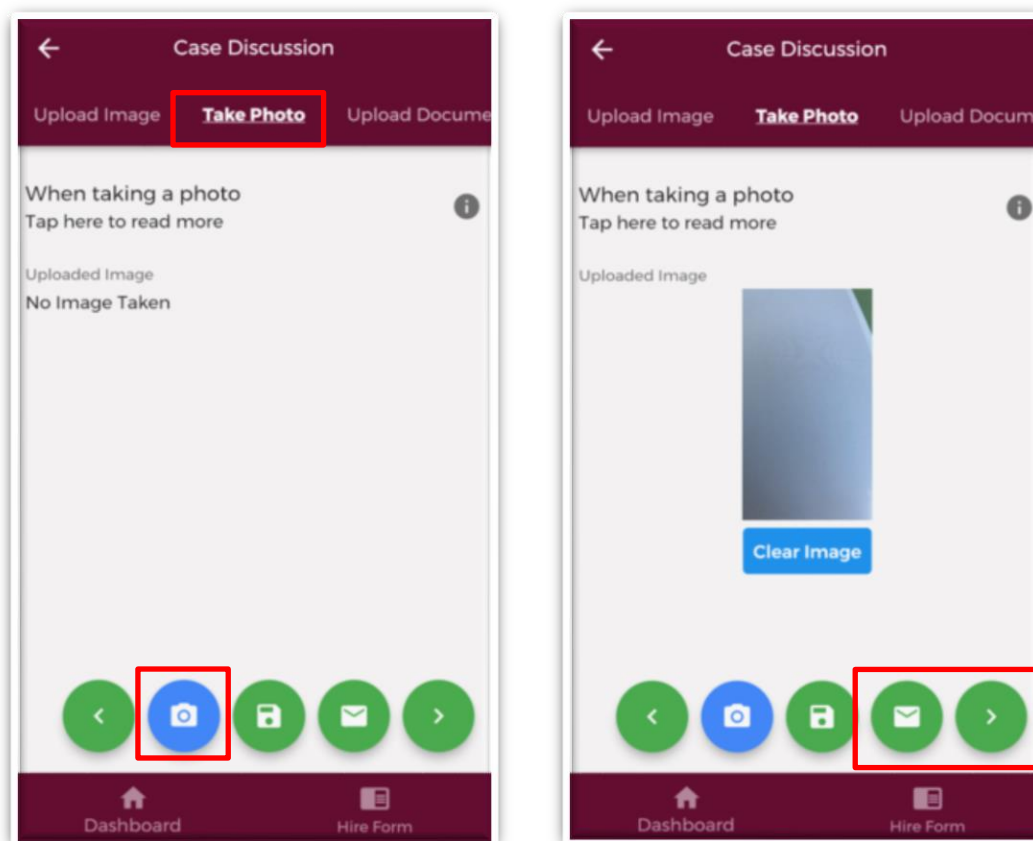 Case Discussion
Upload Image Take Photo Upload Docume
When taking a photo
Tap here to read more
Uploaded Image
No Image Taken
Dashboard Hire Form
Case Discussion
Upload Image Take Photo Upload Docum
When taking a photo
Tap here to read more
Uploaded Image
Clear Image
Dashboard Hire Form